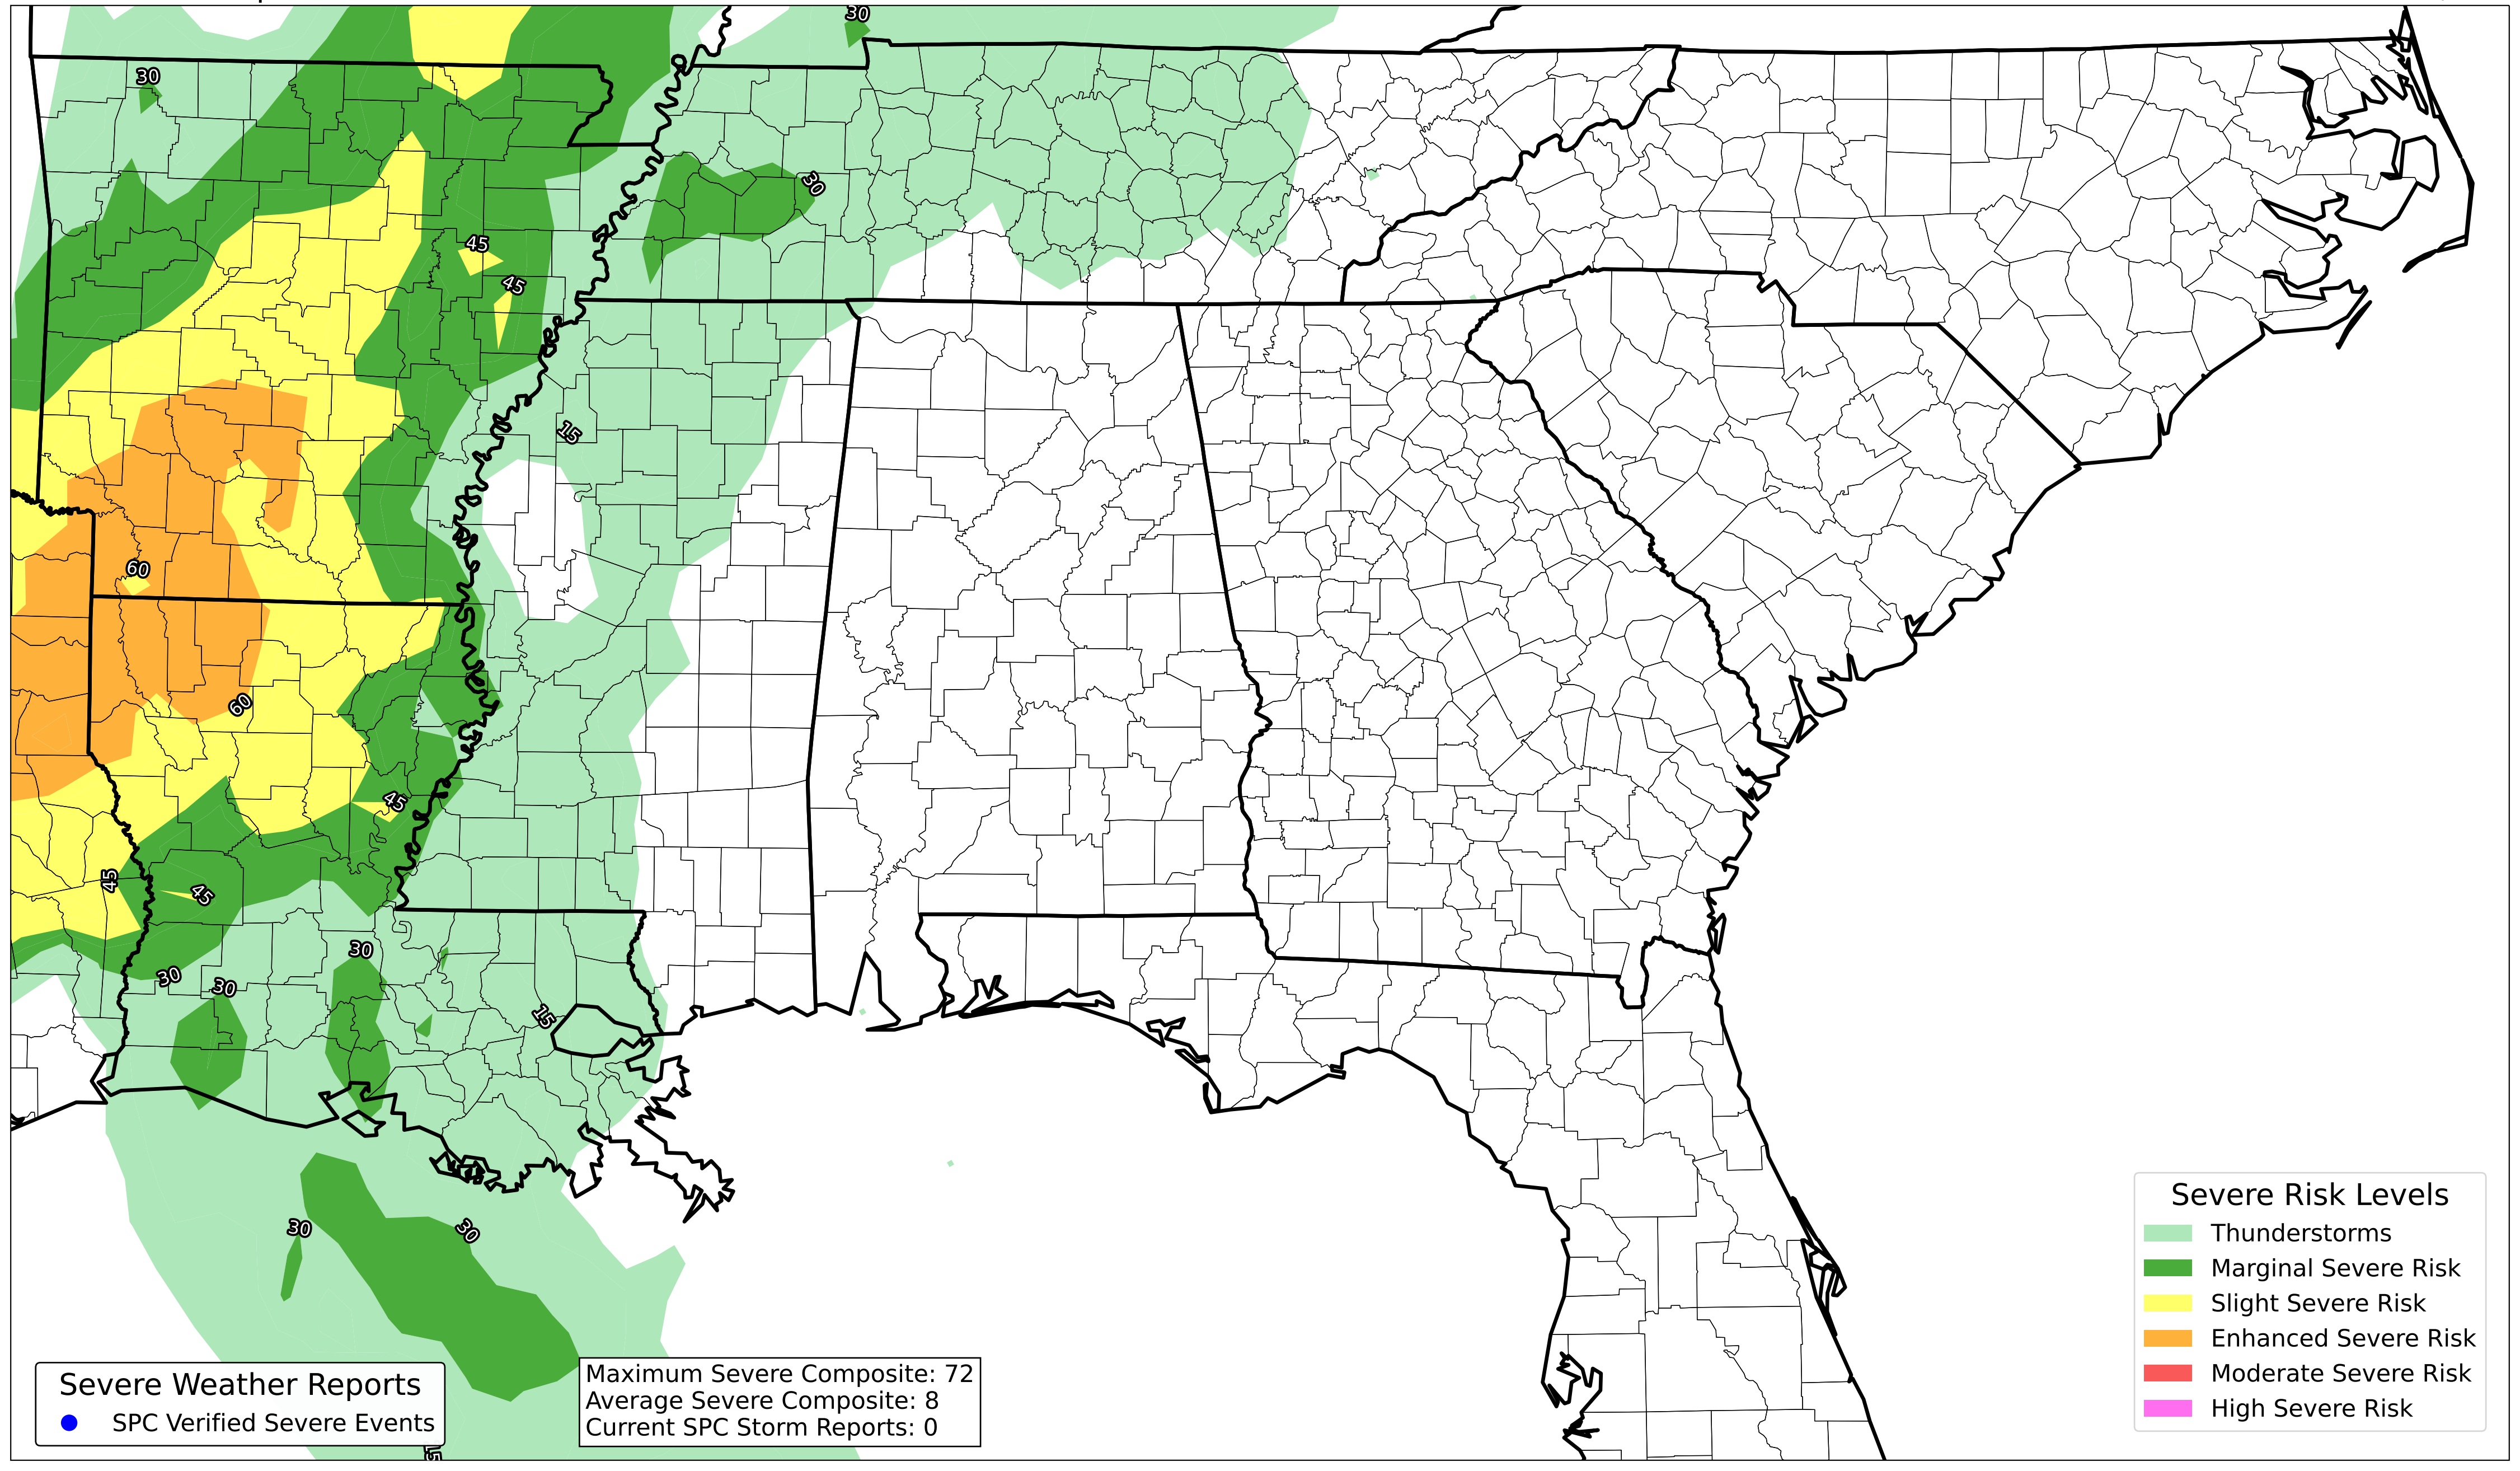 30
30
30
45
45
15
60
60
45
45
45
30
30
30
15
30
30
15
Severe Risk Levels
Thunderstorms
Marginal Severe Risk
Slight Severe Risk
Enhanced Severe Risk
Moderate Severe Risk
High Severe Risk
Severe Weather Reports
SPC Verified Severe Events
Maximum Severe Composite: 72
Average Severe Composite: 8
Current SPC Storm Reports: 0